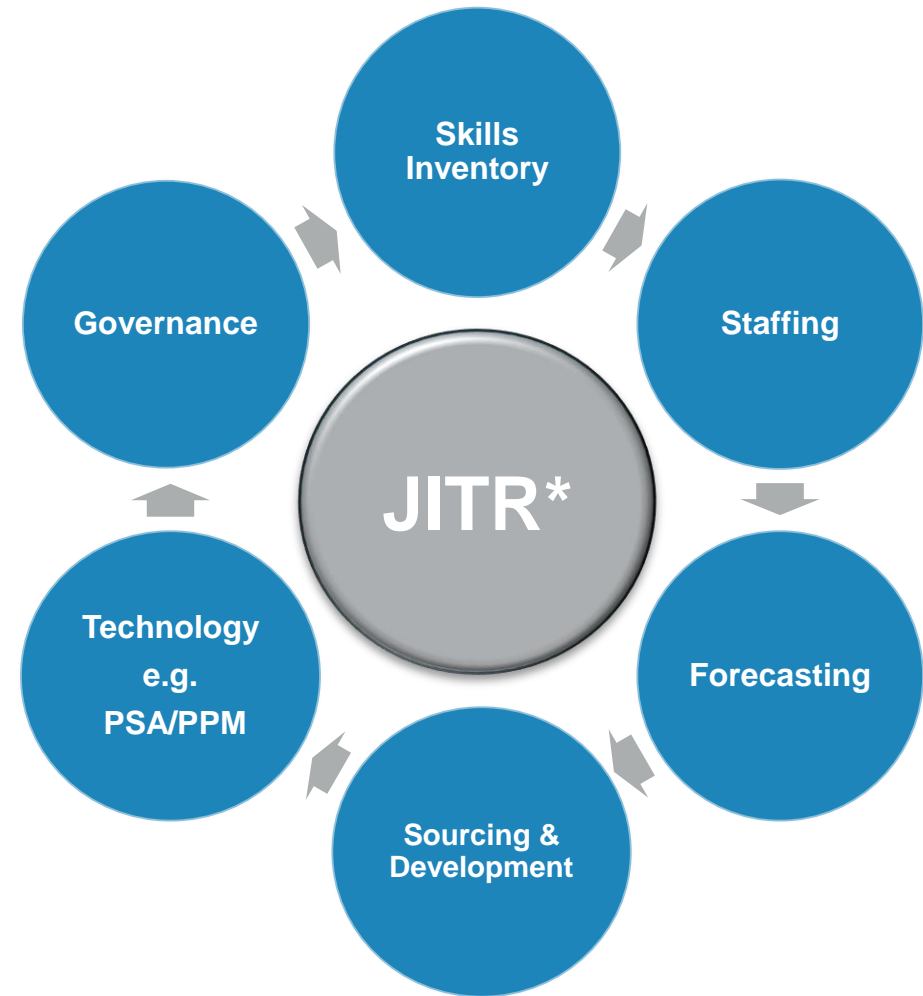 Skills
Inventory
Staffing
Forecasting
Sourcing &
Development
Technology
e.g.
PSA/PPM
Governance
JITR*